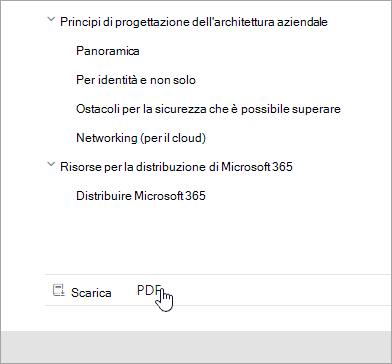 Principi di progettazione dell'architettura aziendale
Panoramica
Per identità e non solo
Ostacoli per la sicurezza che è possibile superare
Networking (per il cloud)
Risorse per la distribuzione di Microsoft 365
Distribuire Microsoft 365
Scarica PDF